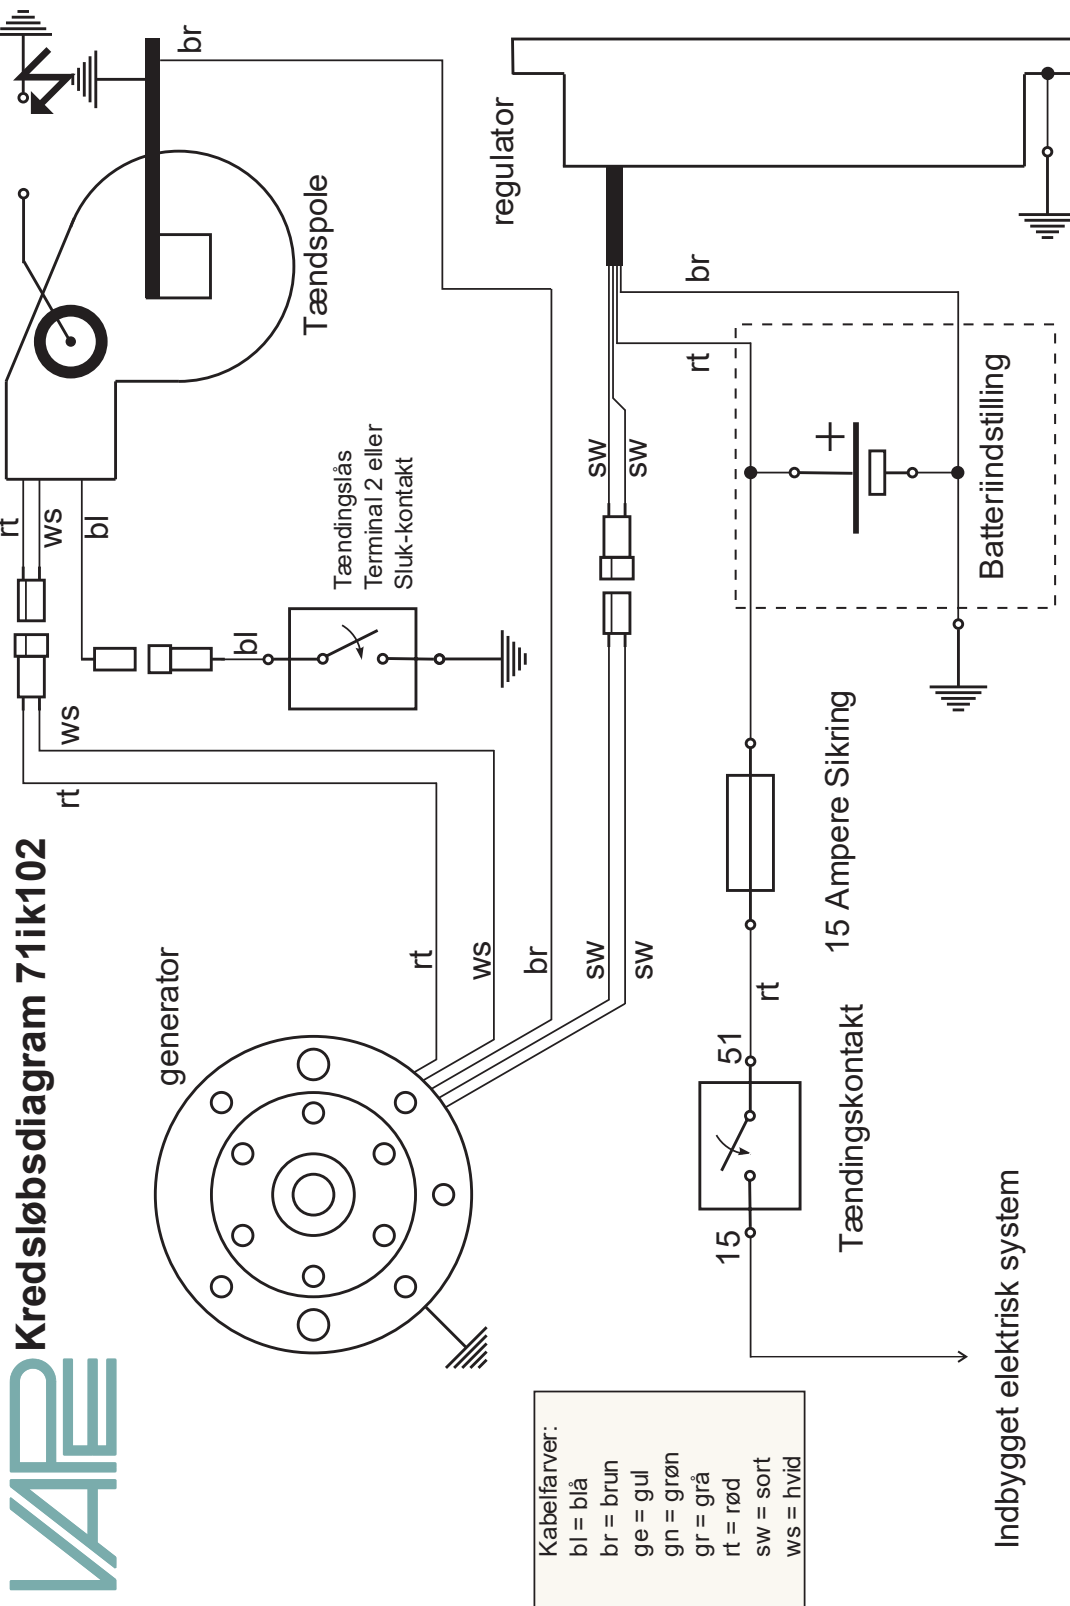 VAPE
Kredsløbsdiagram 71ik102
generator
rt
ws
br
sw
sw
rt
ws
rt
ws
bl
bl
Tændingslås
Terminal 2 eller
Sluk-kontakt
Tændspole
br
regulator
sw
sw
rt
br
Batteriindstilling
+
15 Ampere Sikring
rt
51
15
Tændingskontakt
Indbygget elektrisk system
Kabelfarver:
bl = blå
br = brun
ge = gul
gn = grøn
gr = grå
rt = rød
sw = sort
ws = hvid